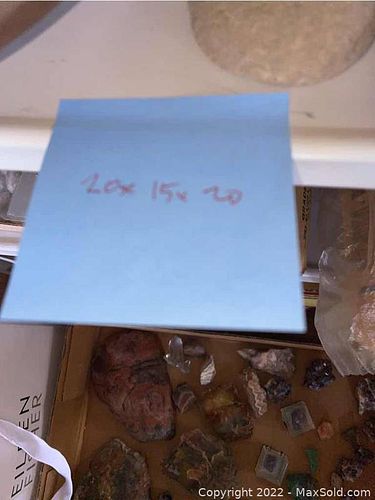 20x 15x 20
EILEEN
FISHER
Copyright 2022 - MaxSold.com